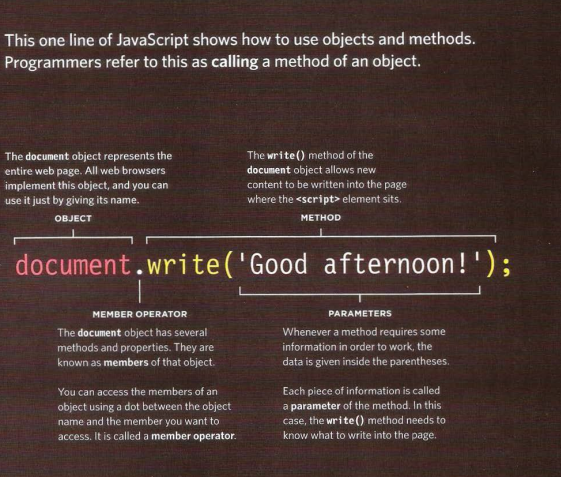 This one line of JavaScript shows how to use objects and methods.
Programmers refer to this as calling a method of an object.
The document object represents the
entire web page. All web browsers
implement this object, and you can
use it just by giving its name.
OBJECT
The write() method of the
document object allows new
content to be written into the page
where the <script> element sits.
METHOD
document.write('Good afternoon!');
MEMBER OPERATOR
The document object has several
methods and properties. They are
known as members of that object.
You can access the members of an
object using a dot between the object
name and the member you want to
access. It is called a member operator.
PARAMETERS
Whenever a method requires some
information in order to work, the
data is given inside the parentheses.
Each piece of information is called
a parameter of the method. In this
case, the write() method needs to
know what to write into the page.